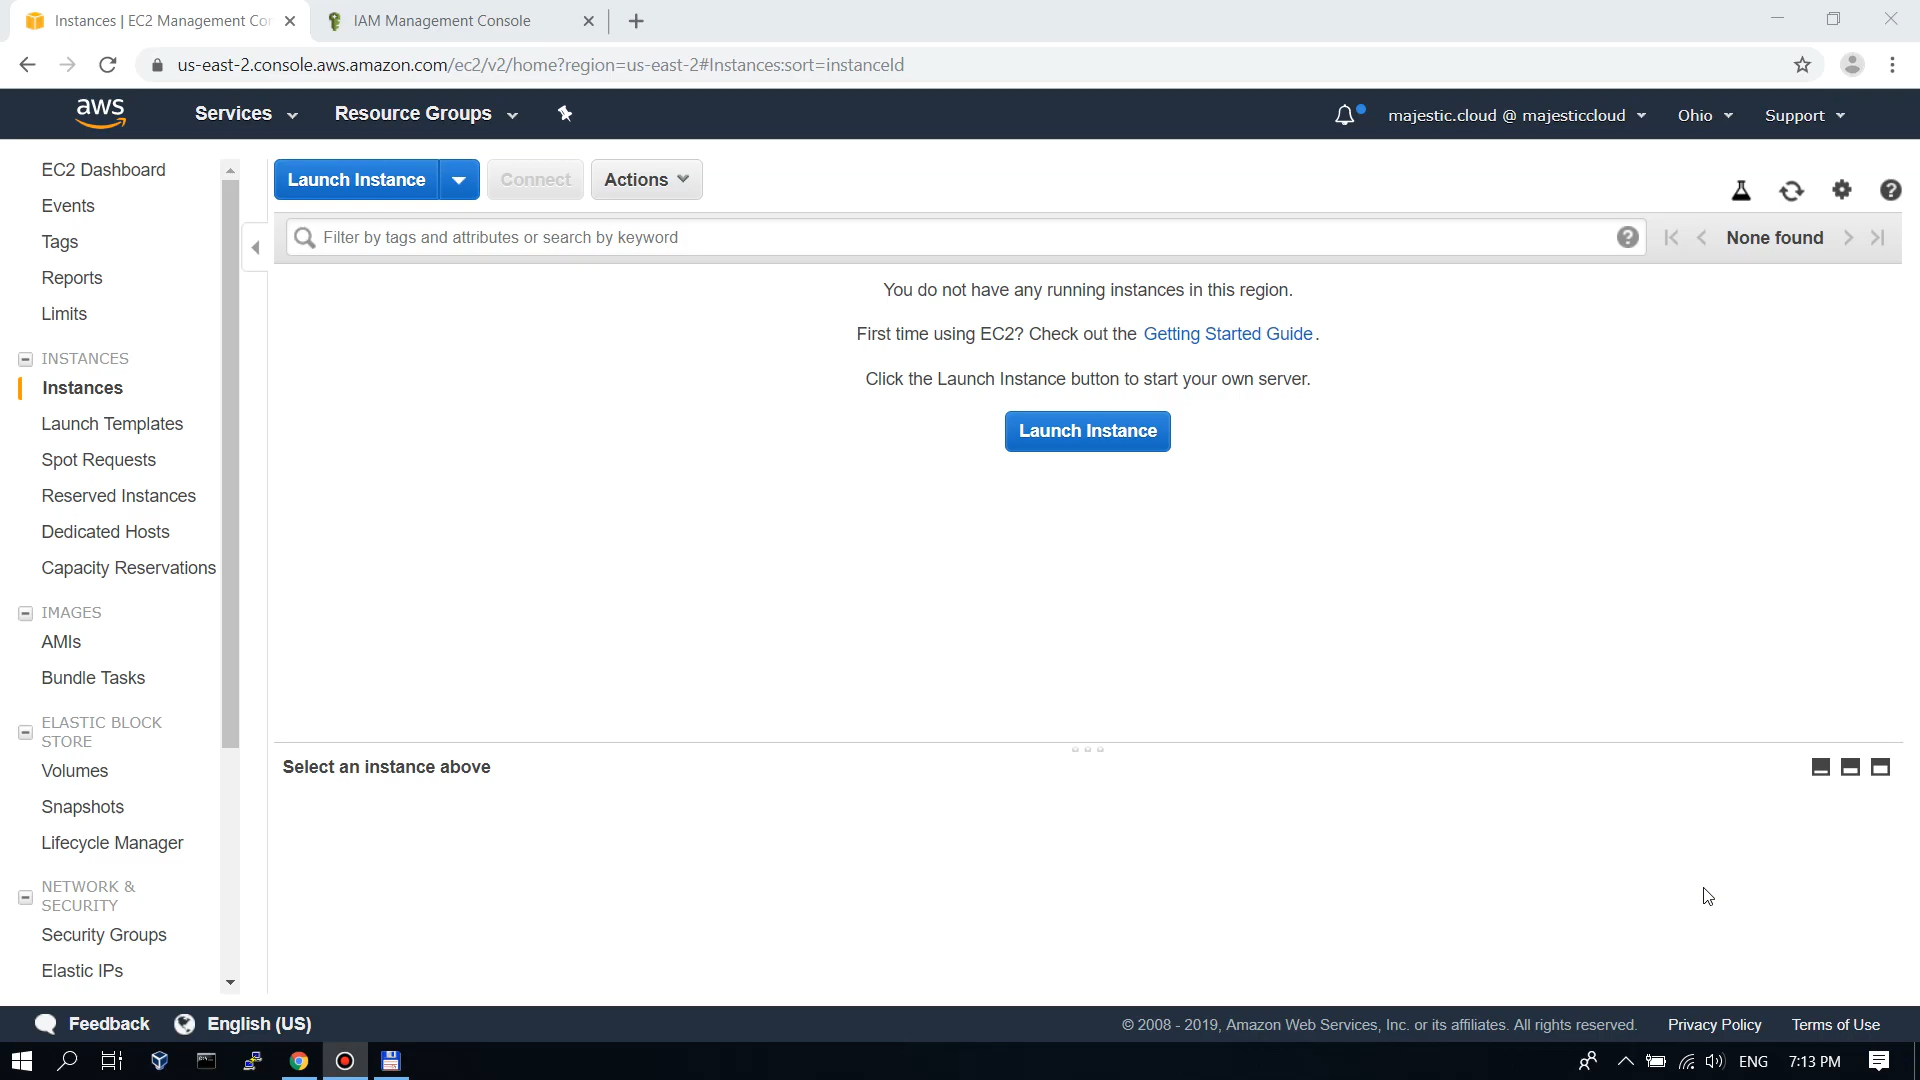 Instances | EC2 Management Con
IAM Management Console
us-east-2.console.aws.amazon.com/ec2/v2/home?region=us-east-2#Instances:sort=instanceId
aws
Services
Resource Groups
majestic.cloud @ majesticcloud
Ohio
Support
EC2 Dashboard
Events
Tags
Reports
Limits
INSTANCES
Instances
Launch Templates
Spot Requests
Reserved Instances
Dedicated Hosts
Capacity Reservations
IMAGES
AMIs
Bundle Tasks
ELASTIC BLOCK
STORE
Volumes
Snapshots
Lifecycle Manager
NETWORK &
SECURITY
Security Groups
Elastic IPs
Launch Instance
Connect
Actions
Filter by tags and attributes or search by keyword
None found
You do not have any running instances in this region.
First time using EC2? Check out the Getting Started Guide.
Click the Launch Instance button to start your own server.
Launch Instance
Select an instance above
Feedback
English (US)
© 2008 - 2019, Amazon Web Services, Inc. or its affiliates. All rights reserved.
Privacy Policy
Terms of Use
ENG
7:13 PM